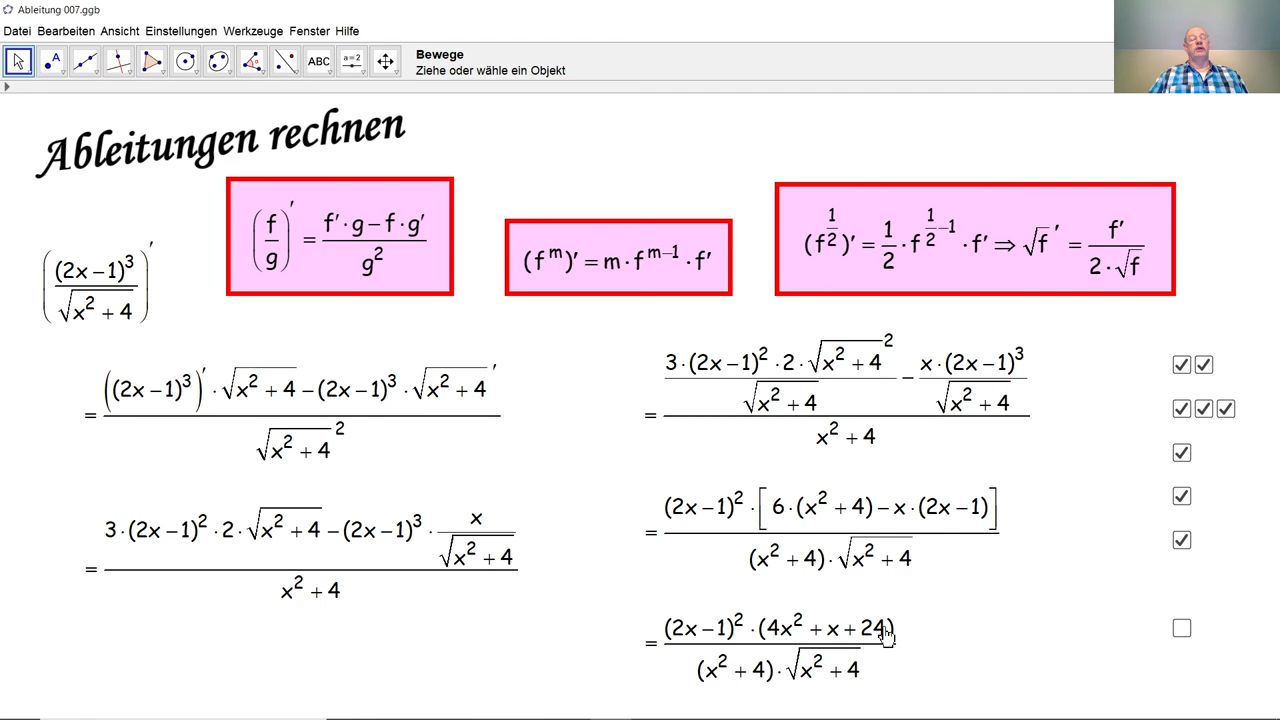 Ableitung 007.ggb
Datei Bearbeiten Ansicht Einstellungen Werkzeuge Fenster Hilfe
A ABC a=2
Bewege
Ziehe oder wähle ein Objekt
Ableitungen rechnen
(f/g)′ = (f′·g−f·g′)/g²
(f^m)′ = m·f^(m−1)·f′
(f^(1/2))′ = 1/2·f^(1/2−1)·f′ ⇒ √f′ = f′/(2·√f)
((2x−1)³/√(x²+4))′
= (((2x−1)³)′·√(x²+4)−(2x−1)³·√(x²+4)′)/√(x²+4)²
= (3·(2x−1)²·2·√(x²+4)−(2x−1)³·x/√(x²+4))/(x²+4)
= (3·(2x−1)²·2·√(x²+4)²/√(x²+4) − x·(2x−1)³/√(x²+4))/(x²+4)
= (2x−1)²·[6·(x²+4)−x·(2x−1)]/((x²+4)·√(x²+4))
= (2x−1)²·(4x²+x+24)/((x²+4)·√(x²+4))